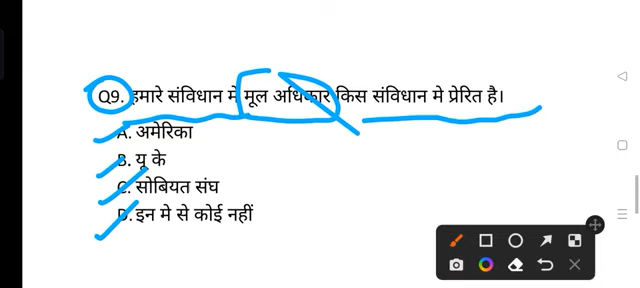 Q9. हमारे संविधान मे मूल अधिकार किस संविधान मे प्रेरित है।
A. अमेरिका
B. यू के
C. सोबियत संघ
D. इन मे से कोई नहीं